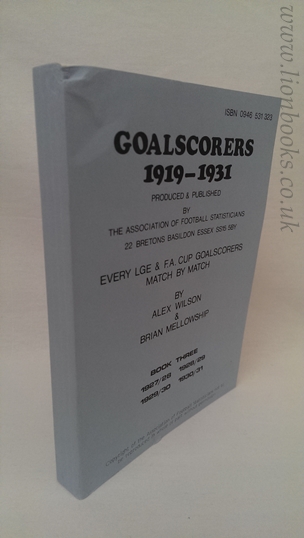 ISBN 0946 531 323
GOALSCORERS
1919-1931
PRODUCED & PUBLISHED
BY
THE ASSOCIATION OF FOOTBALL STATISTICIANS
22 BRETONS BASILDON ESSEX SS15 5BY
EVERY LGE & F.A. CUP GOALSCORERS
MATCH BY MATCH
BY
ALEX WILSON
&
BRIAN MELLOWSHIP
BOOK THREE
1927/28 1928/29
1929/30 1930/31
www.lionbooks.co.uk